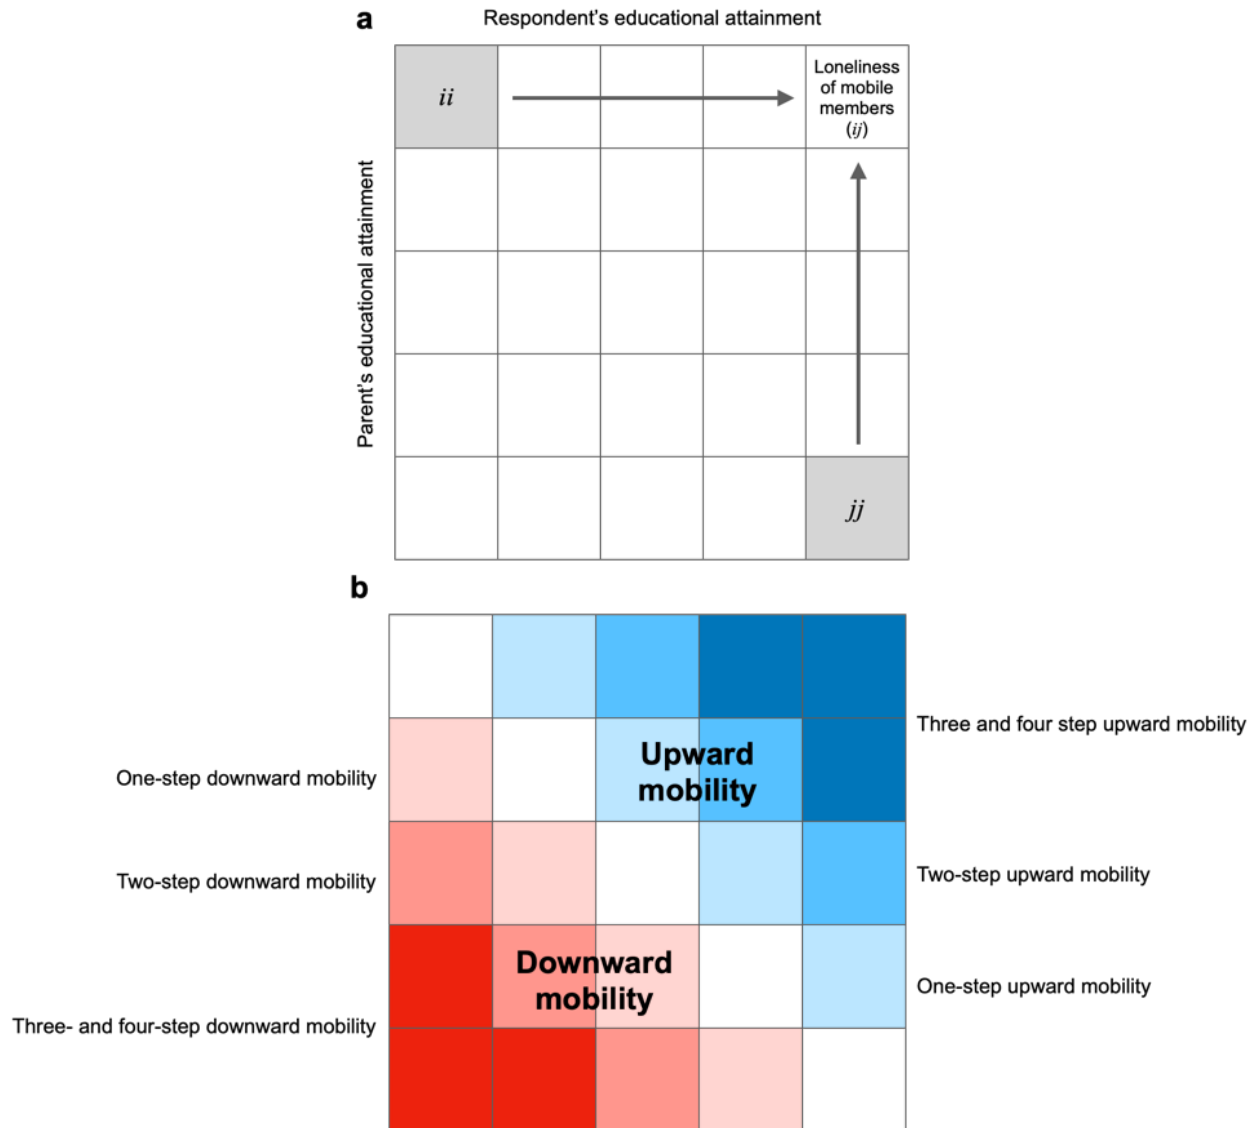 a
Respondent's educational attainment
Parent's educational attainment
ii
Loneliness
of mobile
members
(ij)
jj
b
Upward
mobility
Downward
mobility
One-step downward mobility
Two-step downward mobility
Three- and four-step downward mobility
Three and four step upward mobility
Two-step upward mobility
One-step upward mobility